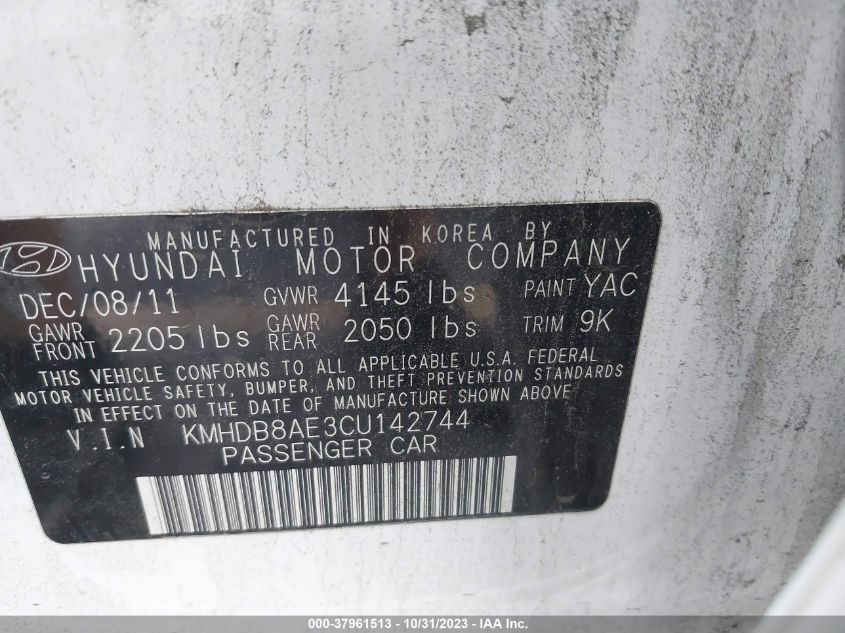 MANUFACTURED IN KOREA BY
HYUNDAI MOTOR COMPANY
DEC/08/11 GVWR 4145 lbs PAINT YAC
GAWR FRONT 2205 lbs GAWR REAR 2050 lbs TRIM 9K
THIS VEHICLE CONFORMS TO ALL APPLICABLE U.S.A. FEDERAL
MOTOR VEHICLE SAFETY, BUMPER, AND THEFT PREVENTION STANDARDS
IN EFFECT ON THE DATE OF MANUFACTURE SHOWN ABOVE
V.I.N KMHDB8AE3CU142744
PASSENGER CAR
000-37961513 - 10/31/2023 - IAA Inc.